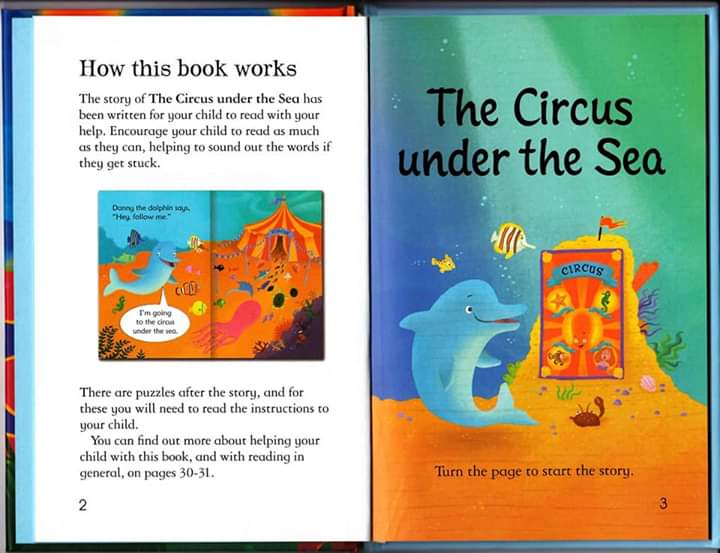 How this book works
The story of The Circus under the Sea has
been written for your child to read with your
help. Encourage your child to read as much
as they can, helping to sound out the words if
they get stuck.
Danny the dolphin says,
"Hey, follow me."
I'm going
to the circus
under the sea.
There are puzzles after the story, and for
these you will need to read the instructions to
your child.
You can find out more about helping your
child with this book, and with reading in
general, on pages 30-31.
2
The Circus
under the Sea
CIRCUS
Turn the page to start the story.
3